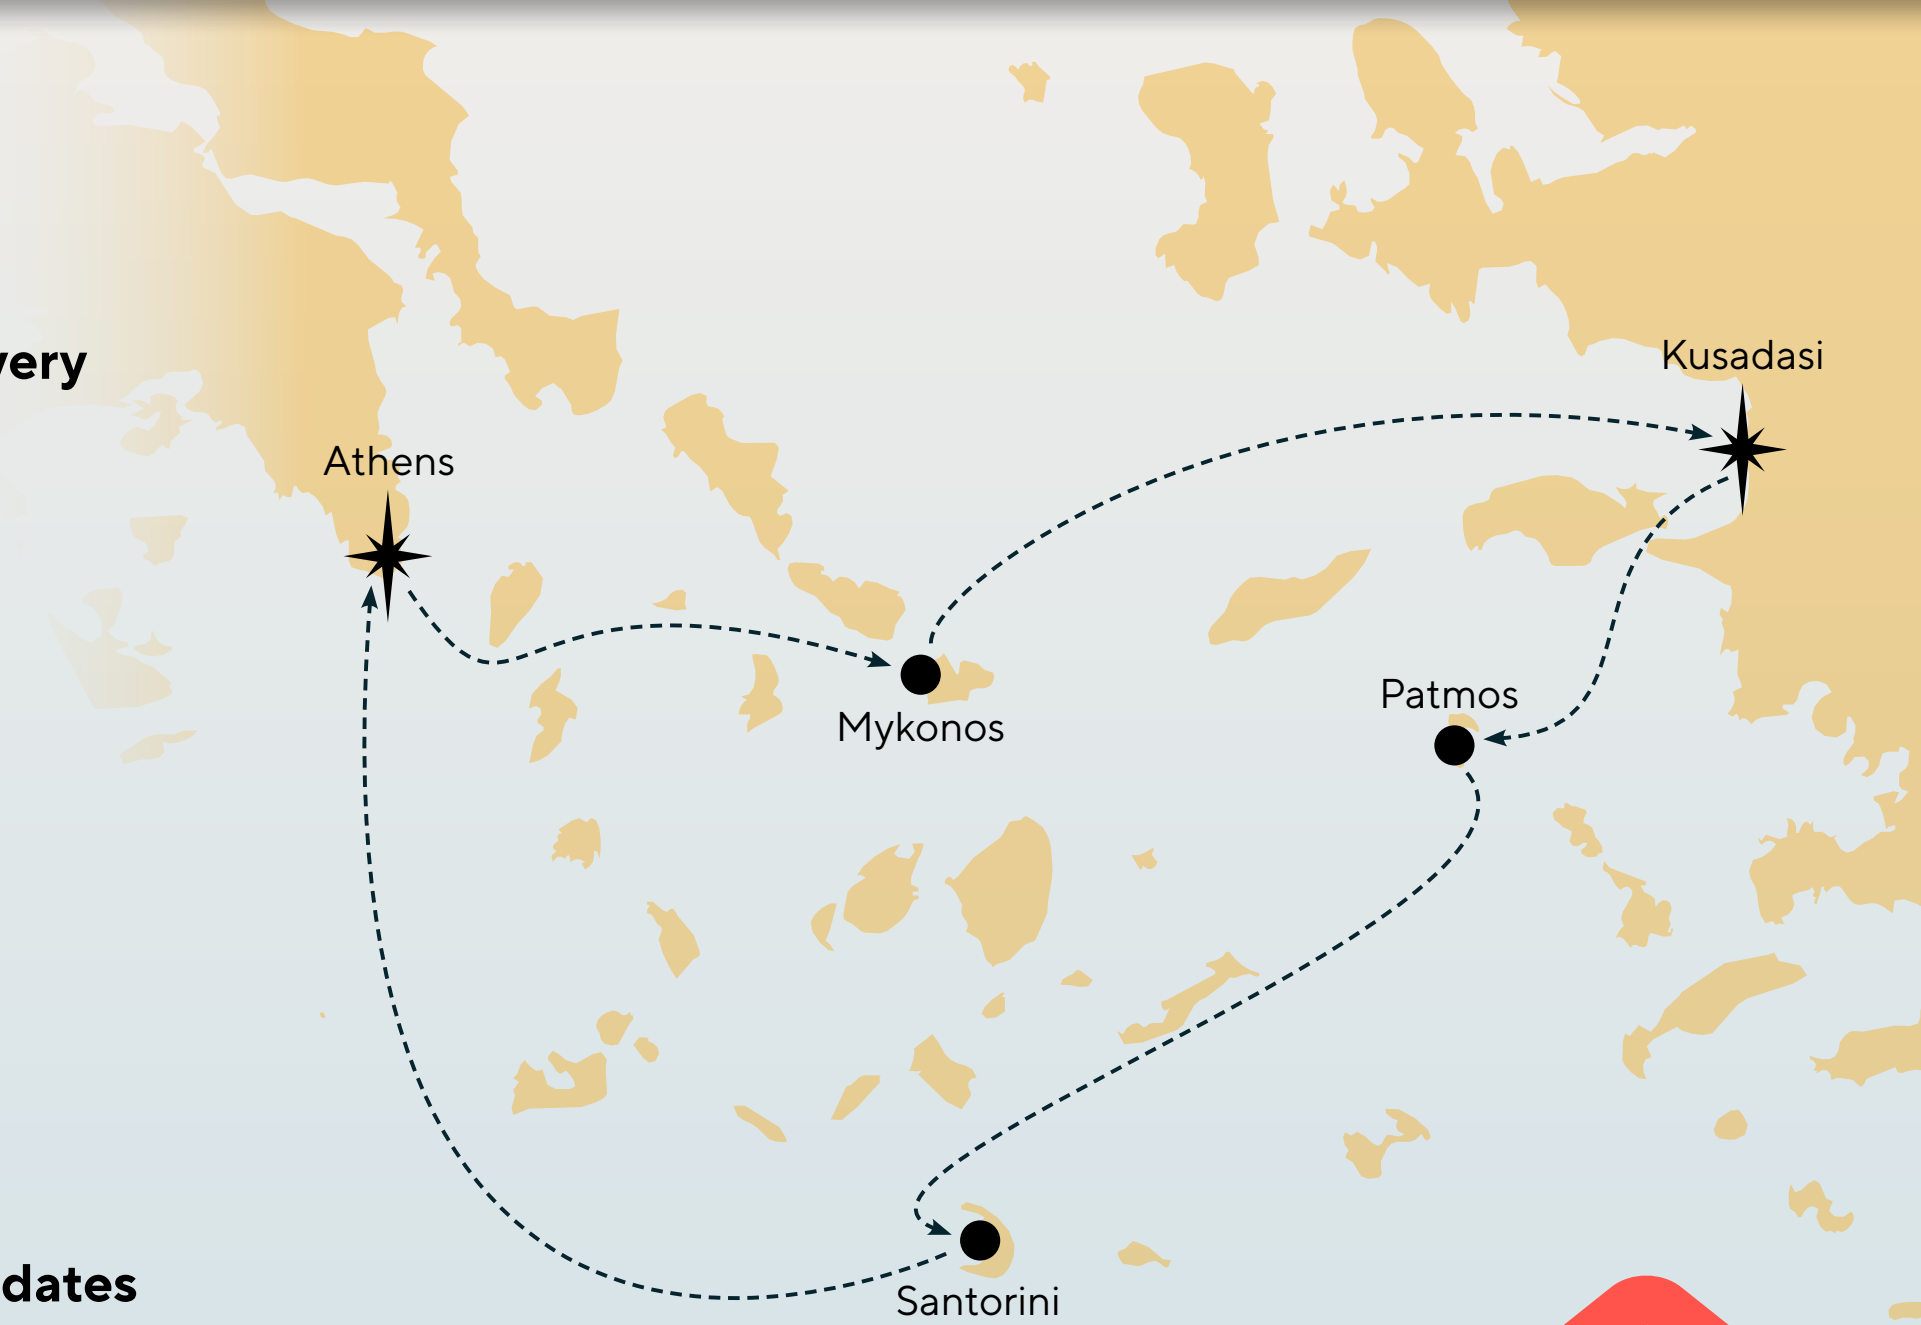 very
Kusadasi
Athens
Patmos
Mykonos
dates
Santorini